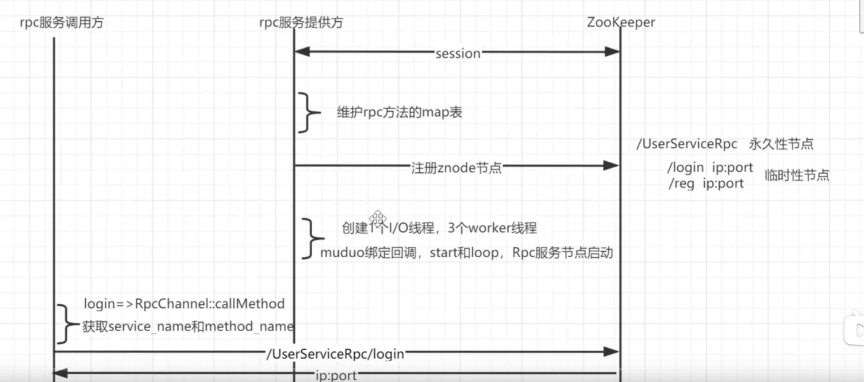 rpc服务调用方
rpc服务提供方
ZooKeeper
session
维护rpc方法的map表
/UserServiceRpc 永久性节点
注册znode节点
/login ip:port
/reg ip:port
临时性节点
创建1个I/O线程，3个worker线程
muduo绑定回调，start和loop，Rpc服务节点启动
login=>RpcChannel::callMethod
获取service_name和method_name
/UserServiceRpc/login
ip:port